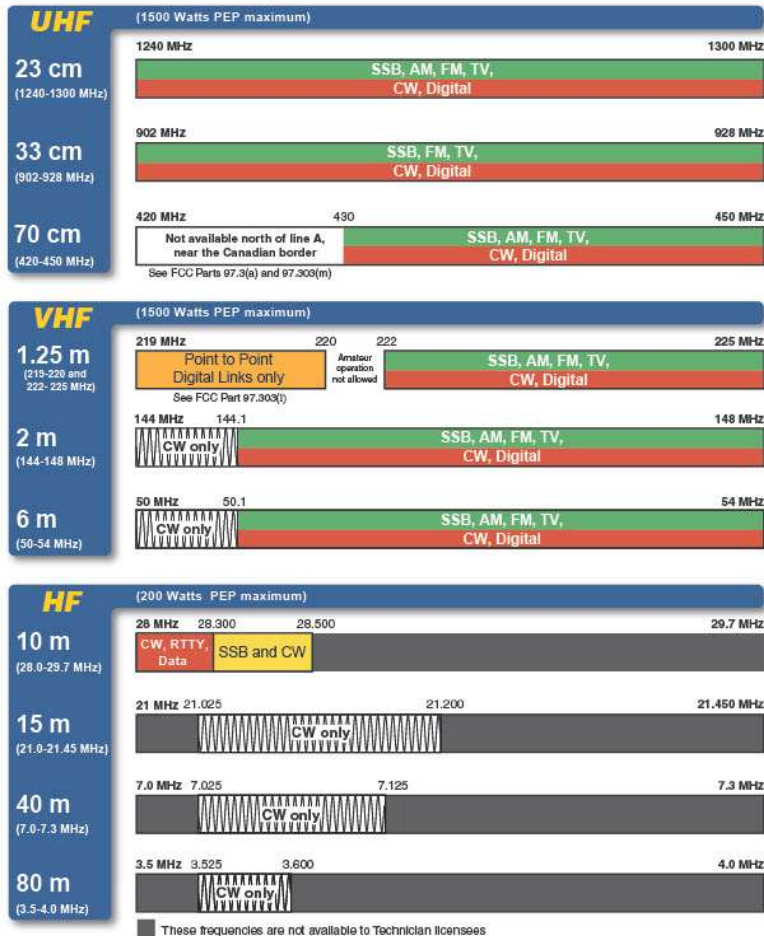 UHF (1500 Watts PEP maximum)
1240 MHz 1300 MHz
23 cm
(1240-1300 MHz)
SSB, AM, FM, TV,
CW, Digital
902 MHz 928 MHz
33 cm
(902-928 MHz)
SSB, FM, TV,
CW, Digital
420 MHz 430 450 MHz
70 cm
(420-450 MHz)
Not available north of line A,
near the Canadian border
SSB, AM, FM, TV,
CW, Digital
See FCC Parts 97.3(a) and 97.303(m)
VHF (1500 Watts PEP maximum)
219 MHz 220 222 225 MHz
1.25 m
(219-220 and
222- 225 MHz)
Point to Point
Digital Links only
Amateur
operation
not allowed
SSB, AM, FM, TV,
CW, Digital
See FCC Part 97.303(l)
144 MHz 144.1 148 MHz
2 m
(144-148 MHz)
CW only
SSB, AM, FM, TV,
CW, Digital
50 MHz 50.1 54 MHz
6 m
(50-54 MHz)
CW only
SSB, AM, FM, TV,
CW, Digital
HF (200 Watts PEP maximum)
28 MHz 28.300 28.500 29.7 MHz
10 m
(28.0-29.7 MHz)
CW, RTTY,
Data
SSB and CW
21 MHz 21.025 21.200 21.450 MHz
15 m
(21.0-21.45 MHz)
CW only
7.0 MHz 7.025 7.125 7.3 MHz
40 m
(7.0-7.3 MHz)
CW only
3.5 MHz 3.525 3.600 4.0 MHz
80 m
(3.5-4.0 MHz)
CW only
These frequencies are not available to Technician licensees